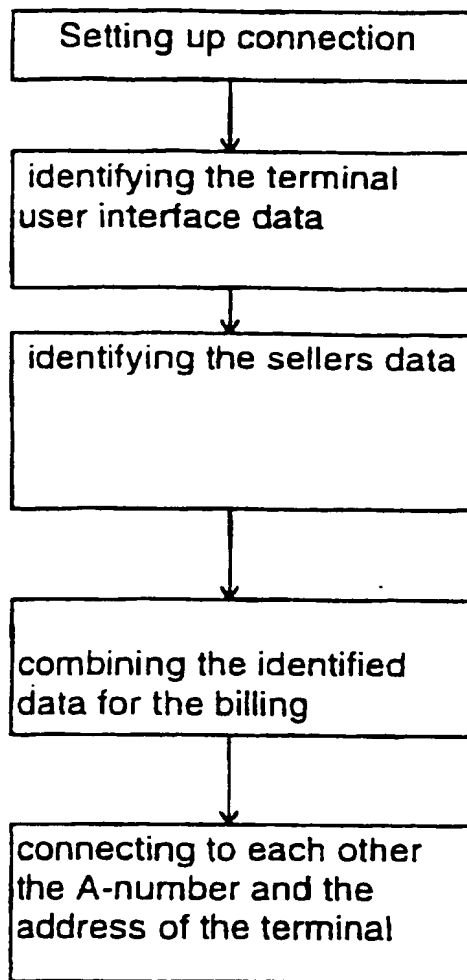 Setting up connection
identifying the terminal
user interface data
identifying the sellers data
combining the identified
data for the billing
connecting to each other
the A-number and the
address of the terminal